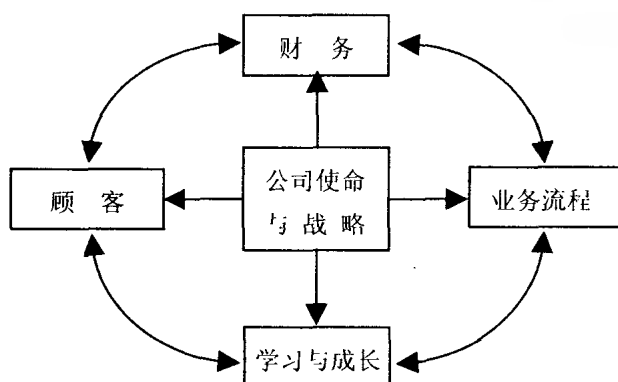 财 务
顾 客
公司使命
与 战 略
业务流程
学习与成长